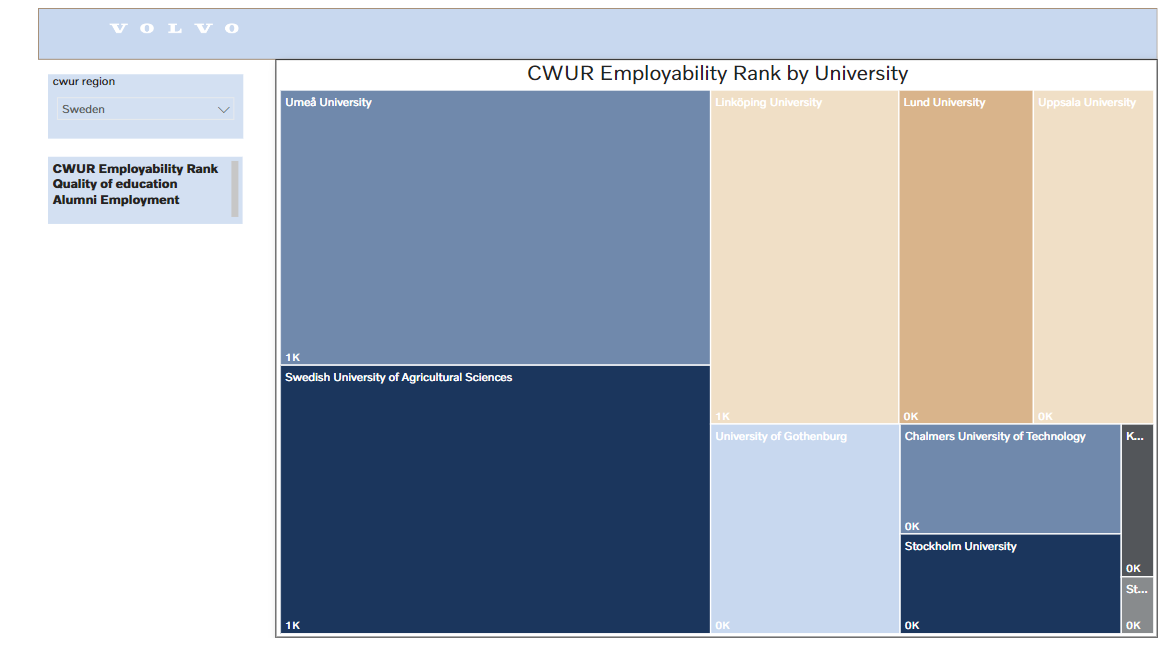 VOLVO
cwur region
Sweden
CWUR Employability Rank
Quality of education
Alumni Employment
CWUR Employability Rank by University
Umeå University
1K
Swedish University of Agricultural Sciences
1K
Linköping University
1K
Lund University
0K
Uppsala University
0K
University of Gothenburg
0K
Chalmers University of Technology
0K
Stockholm University
0K
K...
0K
St...
0K